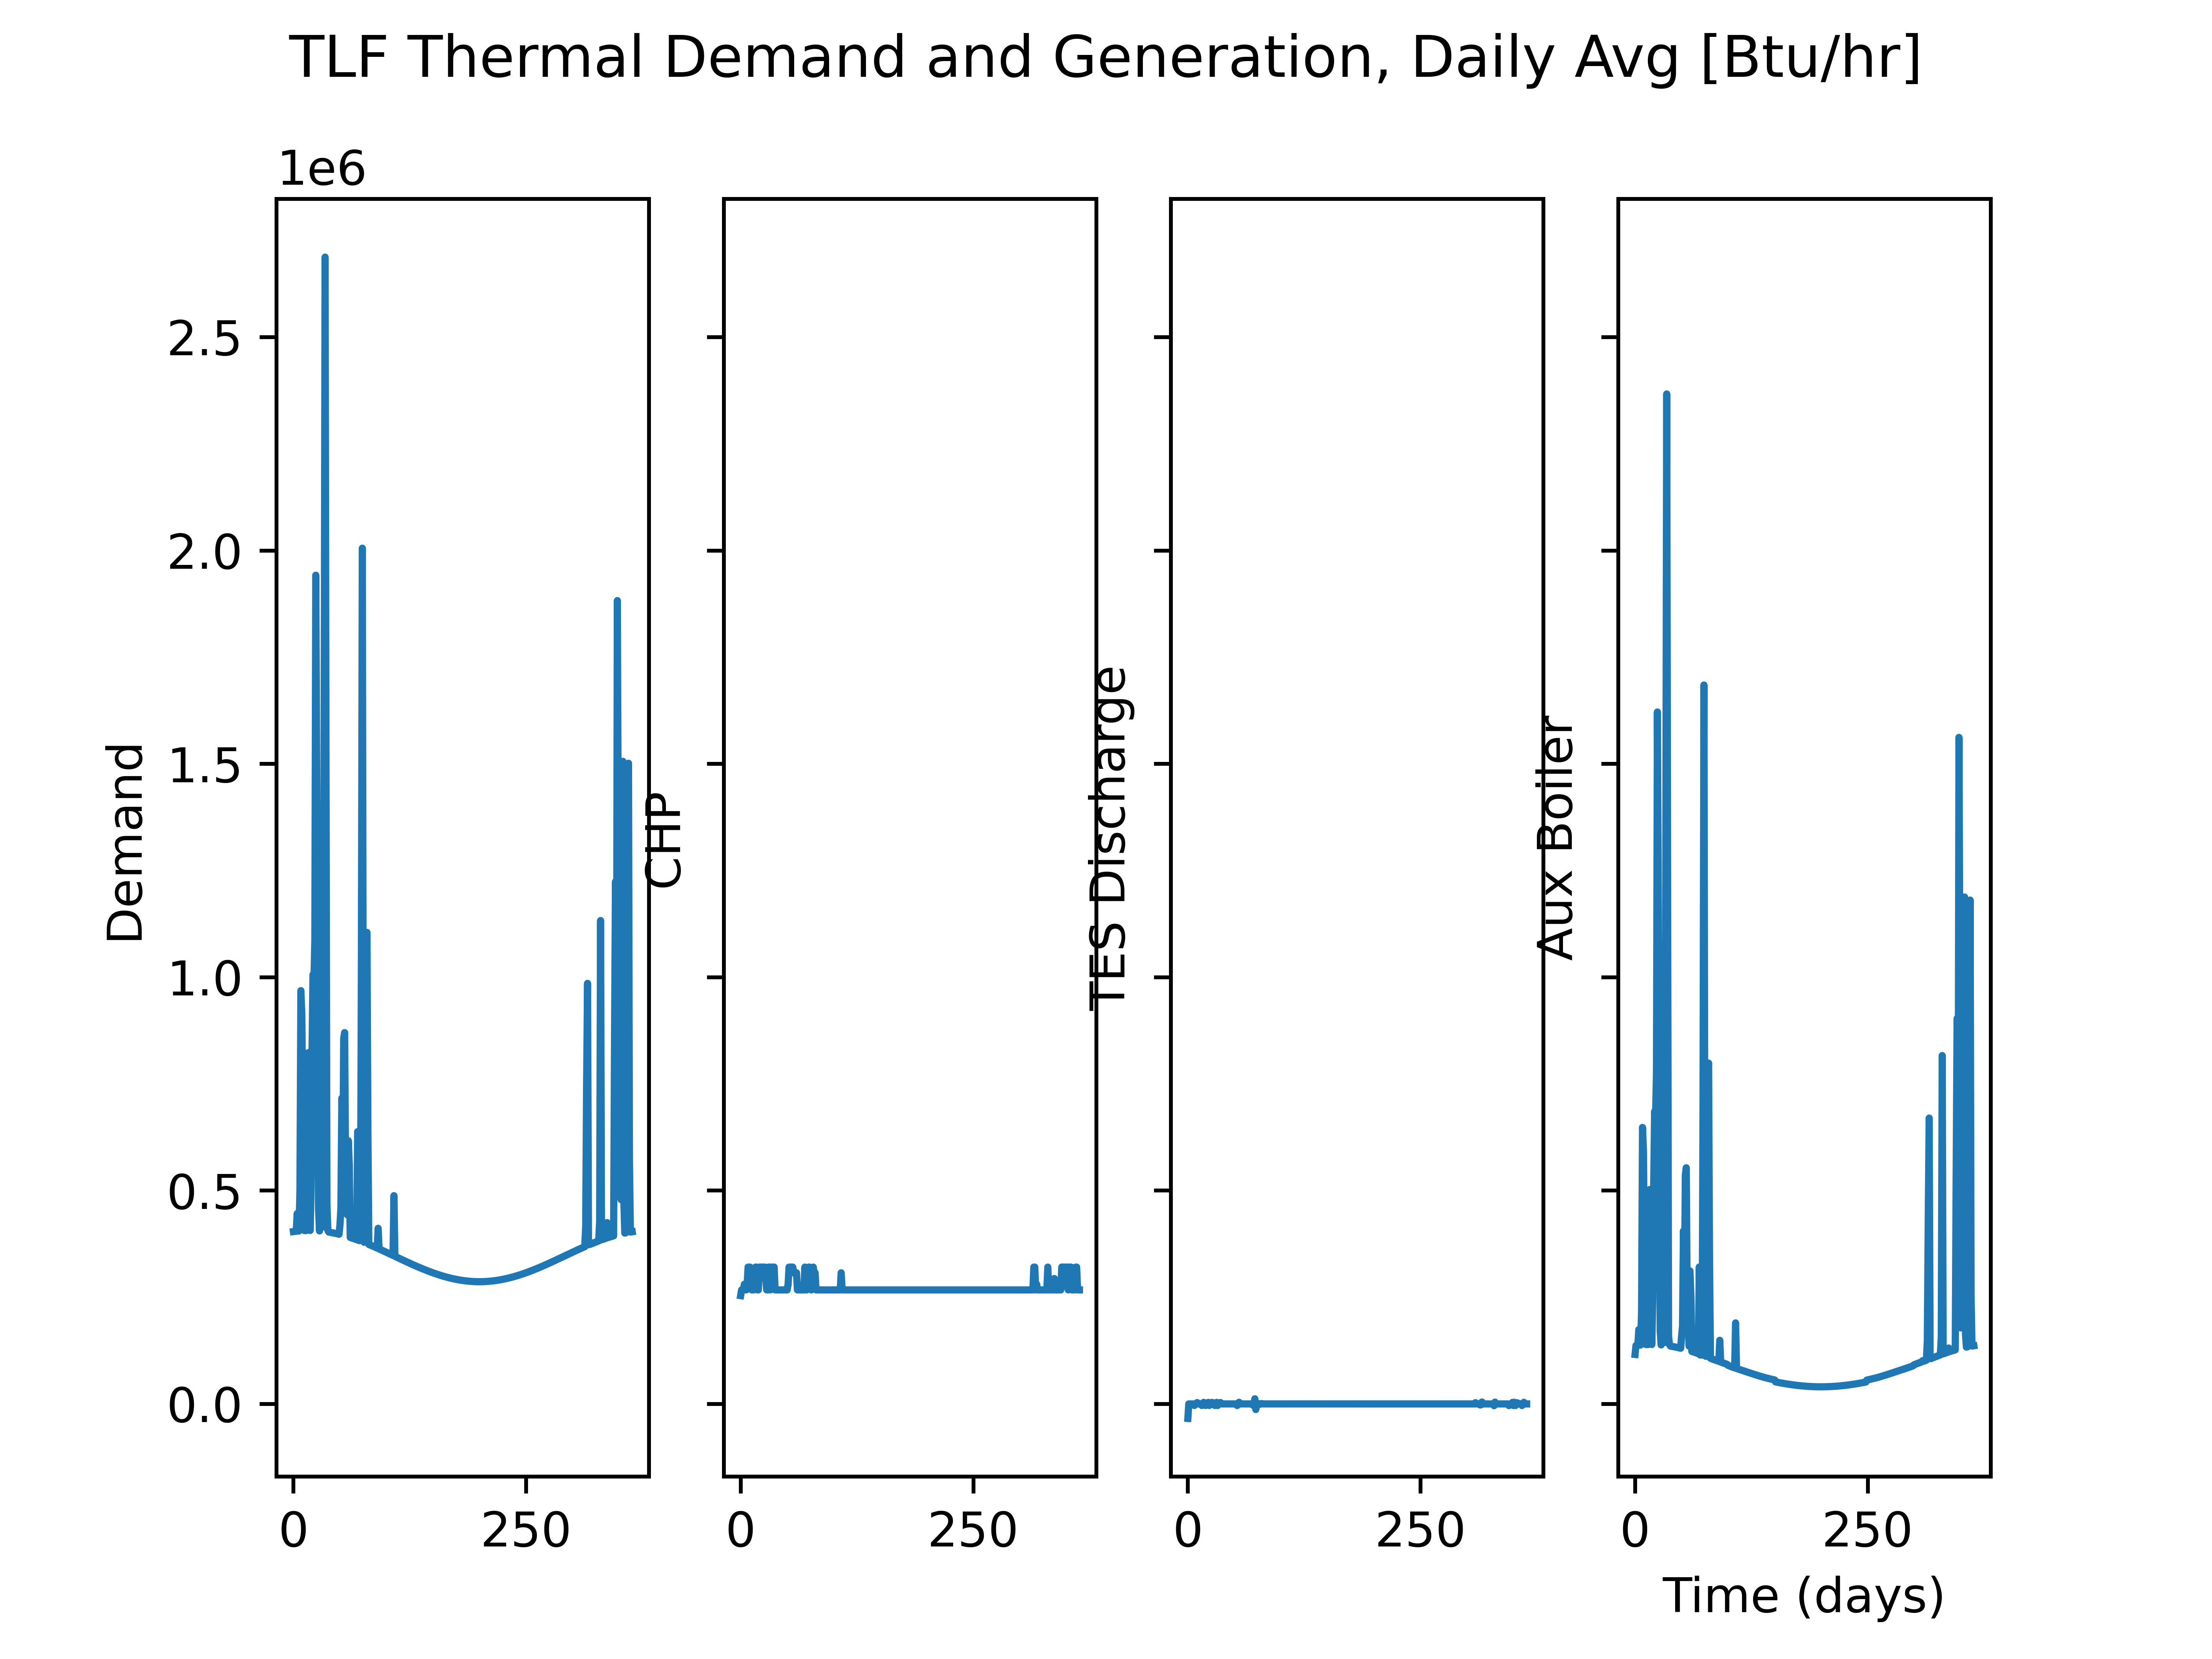 TLF Thermal Demand and Generation, Daily Avg [Btu/hr]
1e6
2.5
2.0
1.5
1.0
0.5
0.0
Demand
CHP
TES Discharge
Aux Boiler
0 250
0 250
0 250
0 250
Time (days)